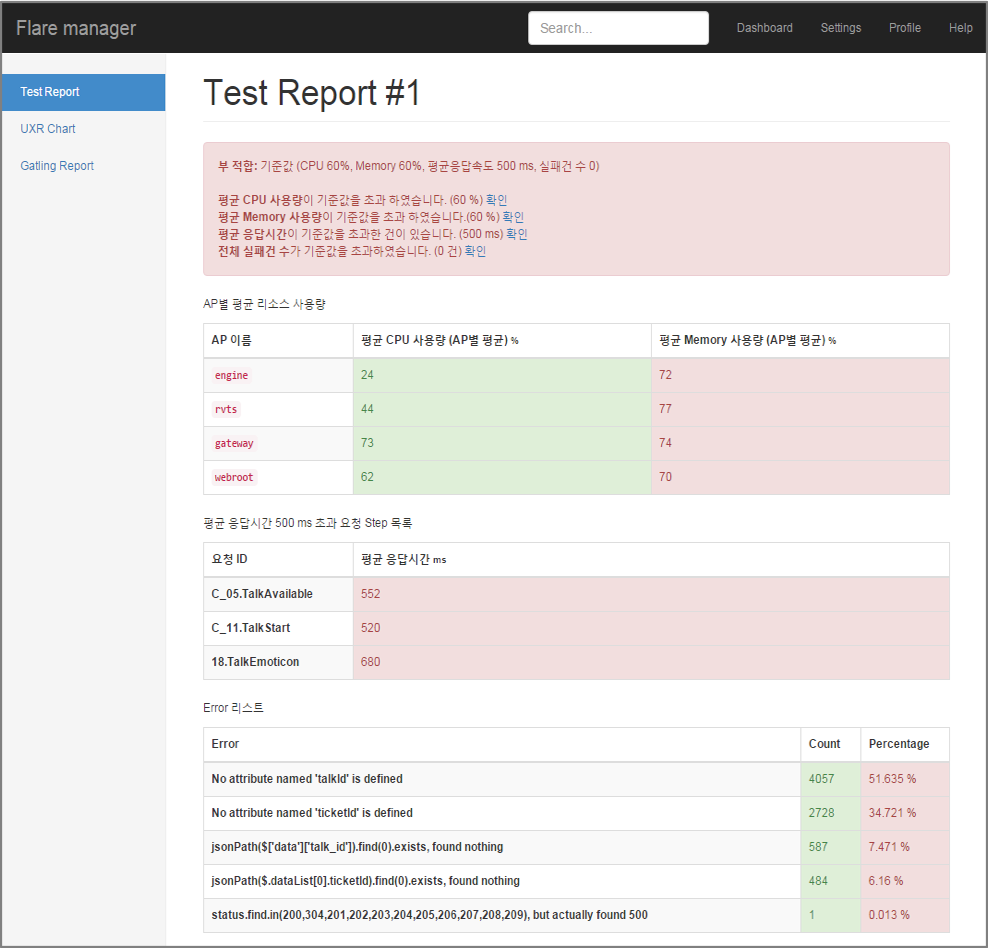 Flare manager
Search...
Dashboard Settings Profile Help
Test Report
UXR Chart
Gatling Report
Test Report #1
부 적합: 기준값 (CPU 60%, Memory 60%, 평균응답속도 500 ms, 실패건 수 0)
평균 CPU 사용량이 기준값을 초과 하였습니다. (60 %) 확인
평균 Memory 사용량이 기준값을 초과 하였습니다.(60 %) 확인
평균 응답시간이 기준값을 초과한 건이 있습니다. (500 ms) 확인
전체 실패건 수가 기준값을 초과하였습니다. (0 건) 확인
AP별 평균 리소스 사용량
AP 이름 평균 CPU 사용량 (AP별 평균) % 평균 Memory 사용량 (AP별 평균) %
engine 24 72
rvts 44 77
gateway 73 74
webroot 62 70
평균 응답시간 500 ms 초과 요청 Step 목록
요청 ID 평균 응답시간 ms
C_05.TalkAvailable 552
C_11.TalkStart 520
18.TalkEmoticon 680
Error 리스트
Error Count Percentage
No attribute named 'talkId' is defined 4057 51.635 %
No attribute named 'ticketId' is defined 2728 34.721 %
jsonPath($['data']['talk_id']).find(0).exists, found nothing 587 7.471 %
jsonPath($.dataList[0].ticketId).find(0).exists, found nothing 484 6.16 %
status.find.in(200,304,201,202,203,204,205,206,207,208,209), but actually found 500 1 0.013 %